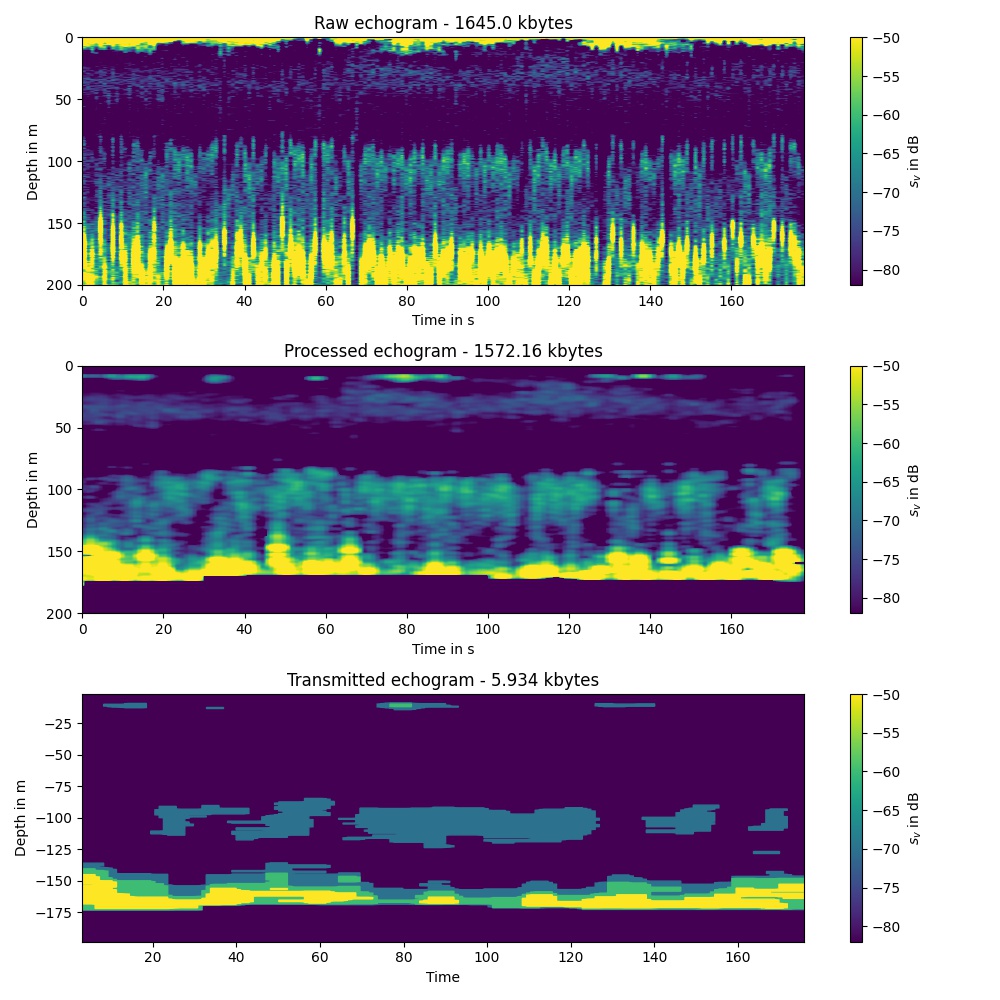 Raw echogram - 1645.0 kbytes
0
50
100
150
200
Depth in m
0 20 40 60 80 100 120 140 160
Time in s
−50
−55
−60
−65
−70
−75
−80
sv in dB
Processed echogram - 1572.16 kbytes
0
50
100
150
200
Depth in m
0 20 40 60 80 100 120 140 160
Time in s
−50
−55
−60
−65
−70
−75
−80
sv in dB
Transmitted echogram - 5.934 kbytes
−25
−50
−75
−100
−125
−150
−175
Depth in m
20 40 60 80 100 120 140 160
Time
−50
−55
−60
−65
−70
−75
−80
sv in dB